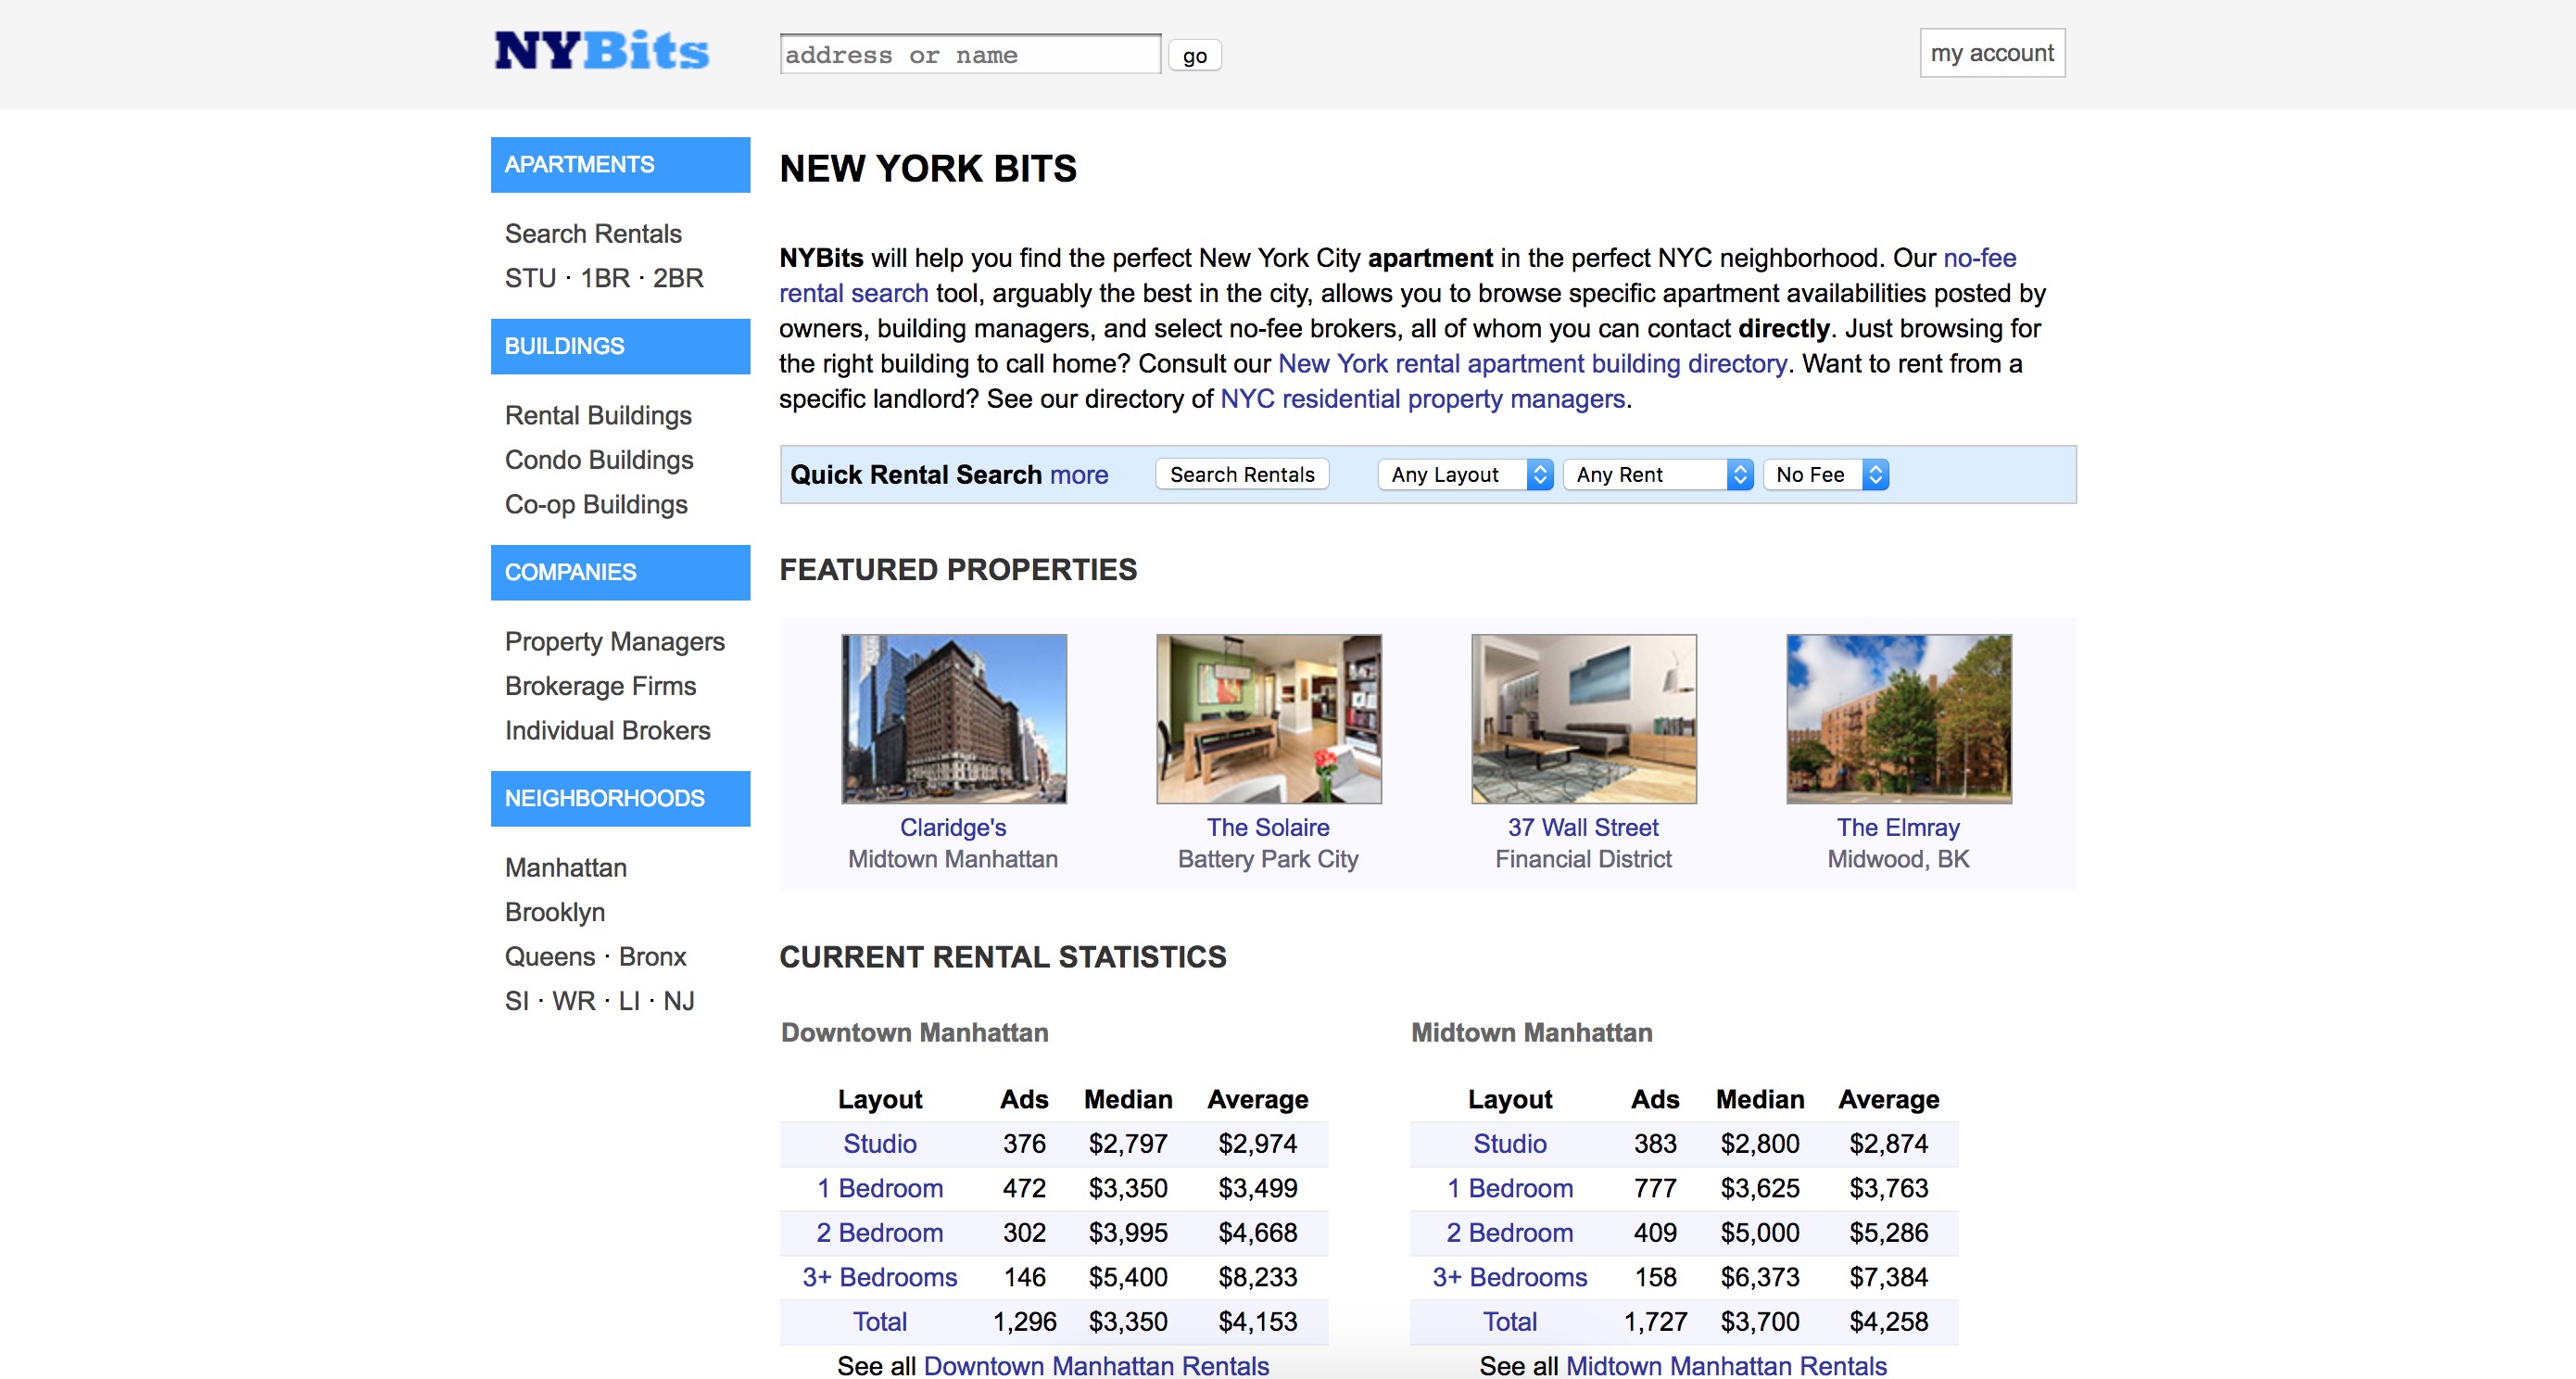 NYBits
address or name go
my account
APARTMENTS
Search Rentals
STU · 1BR · 2BR
BUILDINGS
Rental Buildings
Condo Buildings
Co-op Buildings
COMPANIES
Property Managers
Brokerage Firms
Individual Brokers
NEIGHBORHOODS
Manhattan
Brooklyn
Queens · Bronx
SI · WR · LI · NJ
NEW YORK BITS
NYBits will help you find the perfect New York City apartment in the perfect NYC neighborhood. Our no-fee
rental search tool, arguably the best in the city, allows you to browse specific apartment availabilities posted by
owners, building managers, and select no-fee brokers, all of whom you can contact directly. Just browsing for
the right building to call home? Consult our New York rental apartment building directory. Want to rent from a
specific landlord? See our directory of NYC residential property managers.
Quick Rental Search more Search Rentals Any Layout Any Rent No Fee
FEATURED PROPERTIES
Claridge's
Midtown Manhattan
The Solaire
Battery Park City
37 Wall Street
Financial District
The Elmray
Midwood, BK
CURRENT RENTAL STATISTICS
Downtown Manhattan
Layout Ads Median Average
Studio 376 $2,797 $2,974
1 Bedroom 472 $3,350 $3,499
2 Bedroom 302 $3,995 $4,668
3+ Bedrooms 146 $5,400 $8,233
Total 1,296 $3,350 $4,153
See all Downtown Manhattan Rentals
Midtown Manhattan
Layout Ads Median Average
Studio 383 $2,800 $2,874
1 Bedroom 777 $3,625 $3,763
2 Bedroom 409 $5,000 $5,286
3+ Bedrooms 158 $6,373 $7,384
Total 1,727 $3,700 $4,258
See all Midtown Manhattan Rentals